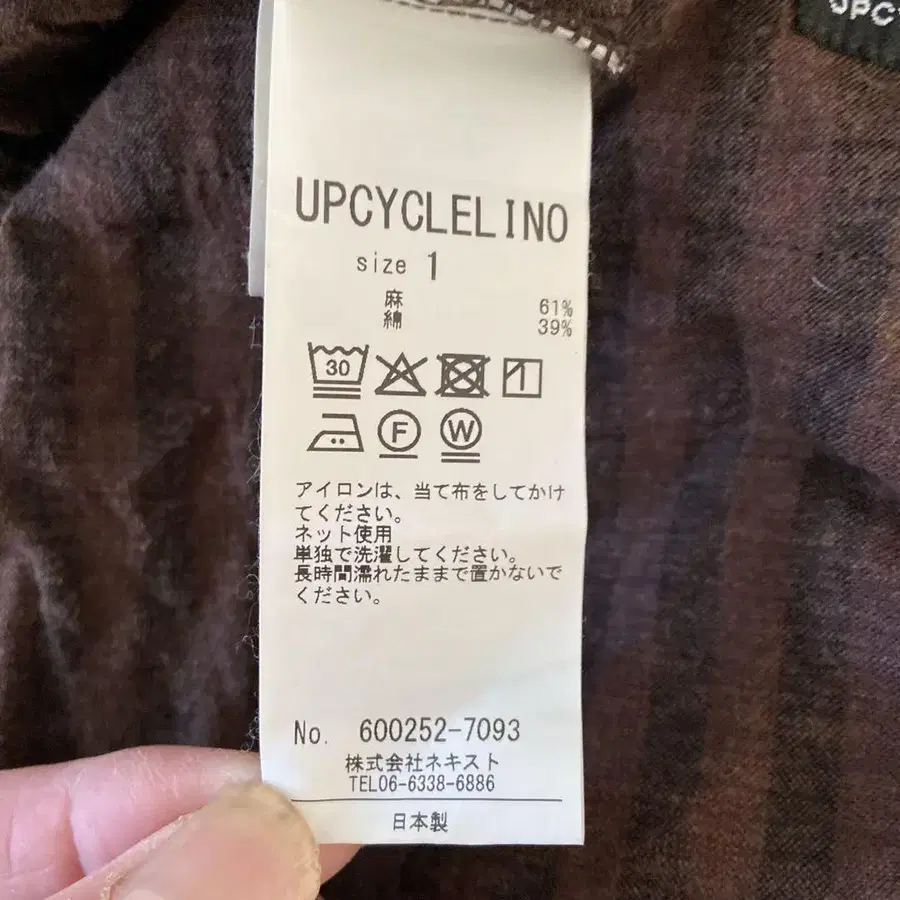 UPCYCLELINO
size 1
麻 61%
綿 39%
30
F W
アイロンは、当て布をしてかけ
てください。
ネット使用
単独で洗濯してください。
長時間濡れたままで置かないで
ください。
No. 600252-7093
株式会社ネキスト
TEL06-6338-6886
日本製